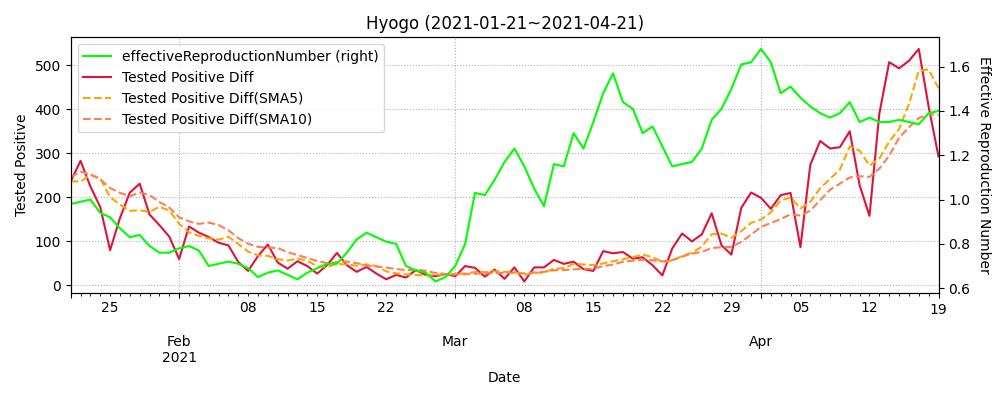 Hyogo (2021-01-21~2021-04-21)
effectiveReproductionNumber (right)
Tested Positive Diff
Tested Positive Diff(SMA5)
Tested Positive Diff(SMA10)
Tested Positive
500
400
300
200
100
0
Effective Reproduction Number
1.6
1.4
1.2
1.0
0.8
0.6
25 08 15 22 08 15 22 29 05 12 19
Feb Mar Apr
2021
Date